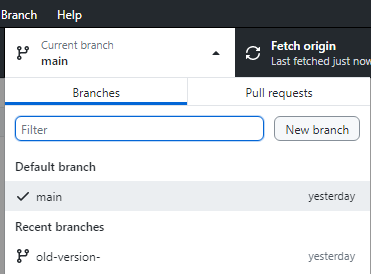 Branch Help
Current branch
main
Fetch origin
Last fetched just now
Branches Pull requests
Filter New branch
Default branch
main yesterday
Recent branches
old-version- yesterday